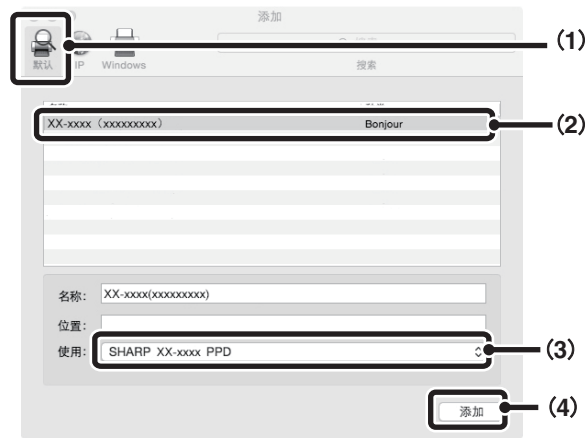 添加
(1)
默认 IP Windows
搜索
XX-xxxx（xxxxxxxxx） Bonjour
(2)
名称: XX-xxxx(xxxxxxxxx)
位置:
使用: SHARP XX-xxxx PPD
(3)
添加
(4)